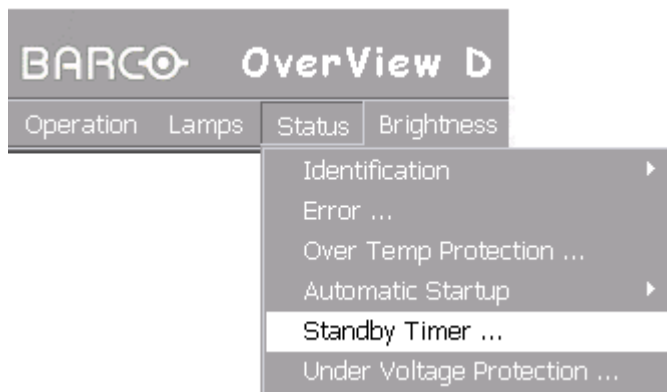 BARCO OverView D
Operation Lamps Status Brightness
Identification
Error ...
Over Temp Protection ...
Automatic Startup
Standby Timer ...
Under Voltage Protection ...